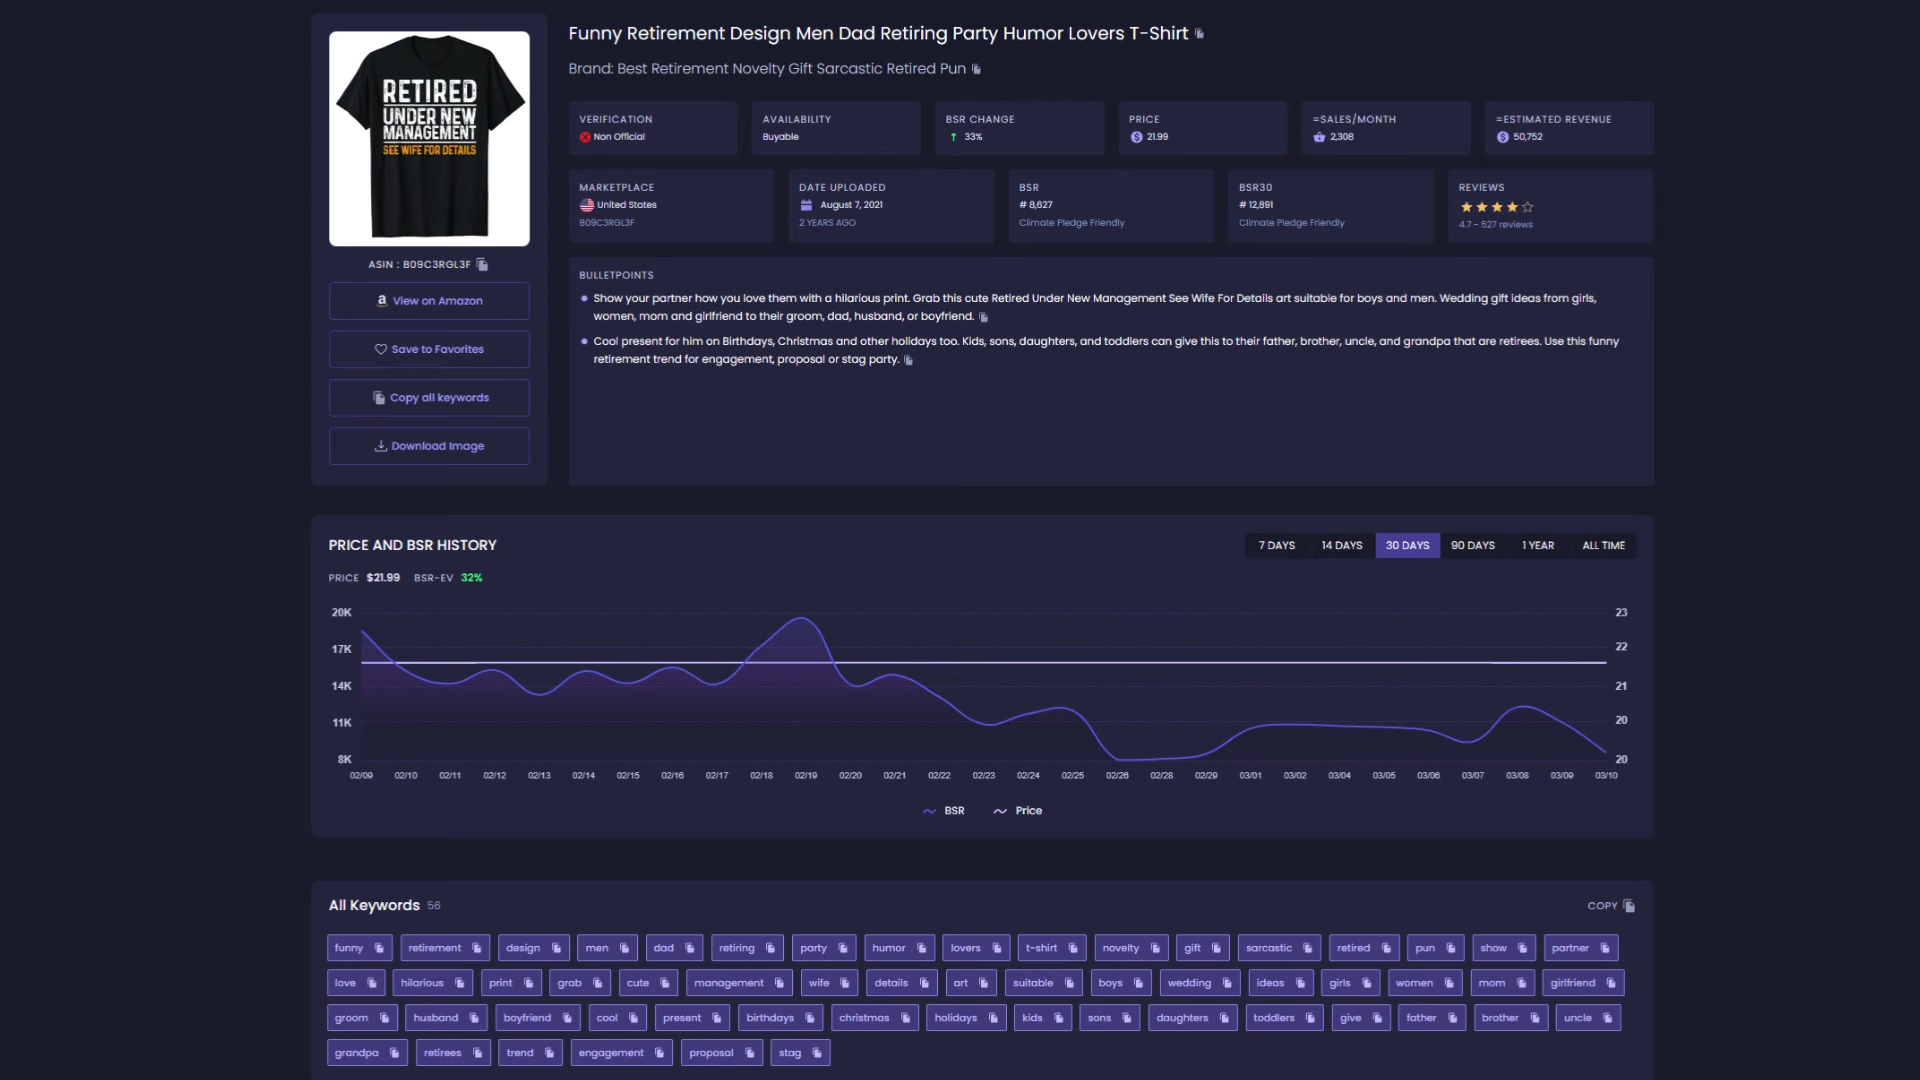 Funny Retirement Design Men Dad Retiring Party Humor Lovers T-Shirt
Brand: Best Retirement Novelty Gift Sarcastic Retired Pun
RETIRED
UNDER NEW
MANAGEMENT
SEE WIFE FOR DETAILS
ASIN : B09C3RGL3F
View on Amazon
Save to Favorites
Copy all keywords
Download Image
VERIFICATION
Non Official
AVAILABILITY
Buyable
BSR CHANGE
↑ 33%
PRICE
21.99
=SALES/MONTH
2,308
=ESTIMATED REVENUE
50,752
MARKETPLACE
United States
B09C3RGL3F
DATE UPLOADED
August 7, 2021
2 YEARS AGO
BSR
# 8,627
Climate Pledge Friendly
BSR30
# 12,891
Climate Pledge Friendly
REVIEWS
4.7 - 527 reviews
BULLETPOINTS
Show your partner how you love them with a hilarious print. Grab this cute Retired Under New Management See Wife For Details art suitable for boys and men. Wedding gift ideas from girls,
women, mom and girlfriend to their groom, dad, husband, or boyfriend.
Cool present for him on Birthdays, Christmas and other holidays too. Kids, sons, daughters, and toddlers can give this to their father, brother, uncle, and grandpa that are retirees. Use this funny
retirement trend for engagement, proposal or stag party.
PRICE AND BSR HISTORY
7 DAYS 14 DAYS 30 DAYS 90 DAYS 1 YEAR ALL TIME
PRICE $21.99 BSR-EV 32%
20K 23
17K 22
14K 21
11K 20
8K 20
02/09 02/10 02/11 02/12 02/13 02/14 02/15 02/16 02/17 02/18 02/19 02/20 02/21 02/22 02/23 02/24 02/25 02/26 02/28 02/29 03/01 03/02 03/04 03/05 03/06 03/07 03/08 03/09 03/10
BSR Price
All Keywords 56
COPY
funny retirement design men dad retiring party humor lovers t-shirt novelty gift sarcastic retired pun show partner
love hilarious print grab cute management wife details art suitable boys wedding ideas girls women mom girlfriend
groom husband boyfriend cool present birthdays christmas holidays kids sons daughters toddlers give father brother uncle
grandpa retirees trend engagement proposal stag